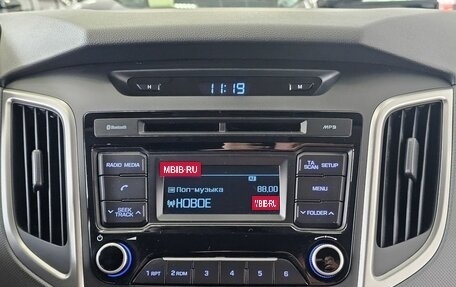 H 11:19 M
Bluetooth MP3
RADIO MEDIA TA SCAN SETUP
MBIB.RU
Поп-музыка 88.00
MENU
НОВОЕ MBIB.RU
SEEK TRACK FOLDER
1 RPT 2 RDM 3 4 5 6